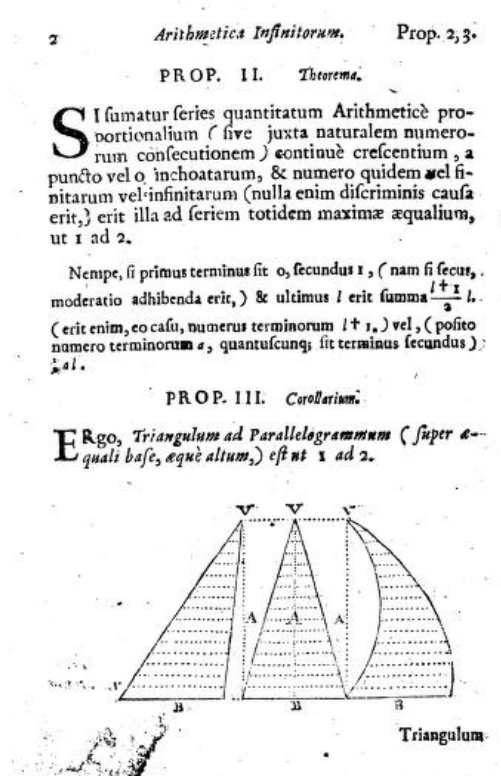 2 Arithmetica Infinitorum. Prop. 2, 3.
PROP. II. Theorema.
SI ſumatur ſeries quantitatum Arithmeticè pro-
portionalium (ſive juxta naturalem numero-
rum conſecutionem) continuè creſcentium, a
puncto vel o inchoatarum, & numero quidem vel fi-
nitarum vel infinitarum (nulla enim diſcriminis cauſa
erit,) erit illa ad ſeriem totidem maximæ æqualium,
ut 1 ad 2.
Nempe, ſi primus terminus ſit 0, ſecundus 1, (nam ſi ſecus,
moderatio adhibenda erit,) & ultimus l erit ſumma (l+1)/2 l.
(erit enim, eo caſu, numerus terminorum l+1.) vel, (poſito
numero terminorum a, quantuſcunq; ſit terminus ſecundus)
½ al.
PROP. III. Corollarium.
ERgo, Triangulum ad Parallelogrammum (ſuper æ-
quali baſe, æquè altum,) eſt ut 1 ad 2.
V V V
A A A
B B B
Triangulum